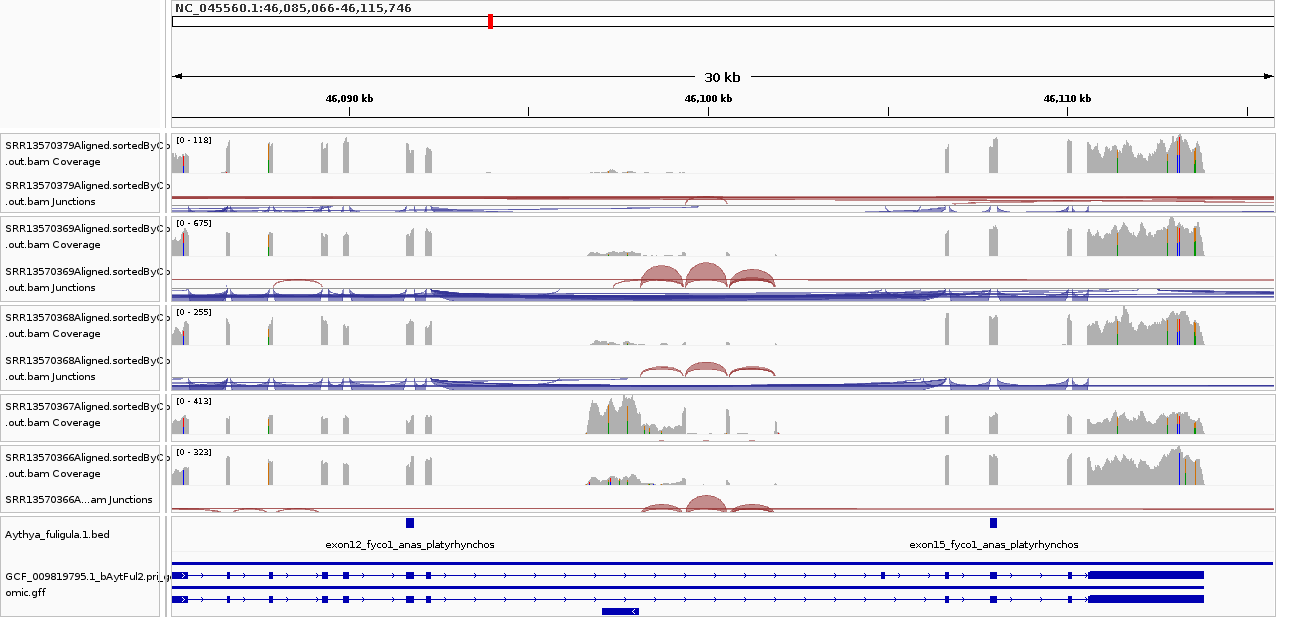 NC_045560.1:46,085,066-46,115,746
30 kb
46,090 kb 46,100 kb 46,110 kb
SRR13570379Aligned.sortedByCo
.out.bam Coverage
[0 - 118]
SRR13570379Aligned.sortedByCo
.out.bam Junctions
SRR13570369Aligned.sortedByCo
.out.bam Coverage
[0 - 675]
SRR13570369Aligned.sortedByCo
.out.bam Junctions
SRR13570368Aligned.sortedByCo
.out.bam Coverage
[0 - 255]
SRR13570368Aligned.sortedByCo
.out.bam Junctions
SRR13570367Aligned.sortedByCo
.out.bam Coverage
[0 - 413]
SRR13570366Aligned.sortedByCo
.out.bam Coverage
[0 - 323]
SRR13570366A...am Junctions
Aythya_fuligula.1.bed
exon12_fyco1_anas_platyrhynchos exon15_fyco1_anas_platyrhynchos
GCF_009819795.1_bAytFul2.pri_g
omic.gff